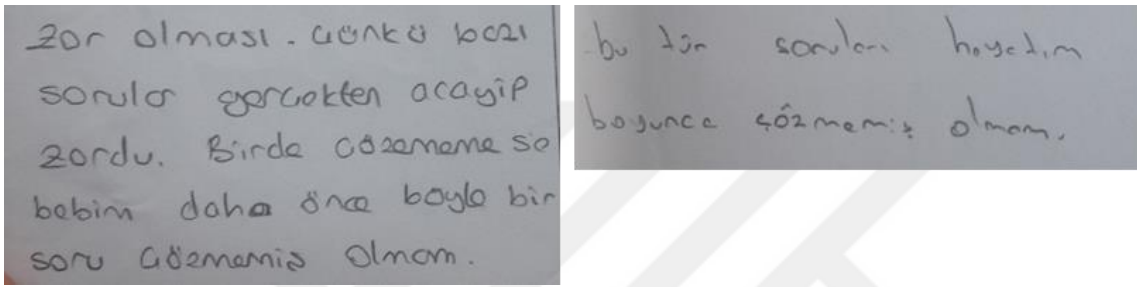 zor olması. Çünkü bazı
sorular gerçekten acayip
zordu. Birde çözememe se
bebim daha önce böyle bir
soru çözmemiş olmam.
bu tür soruları hayatım
boyunca çözmemiş olmam.